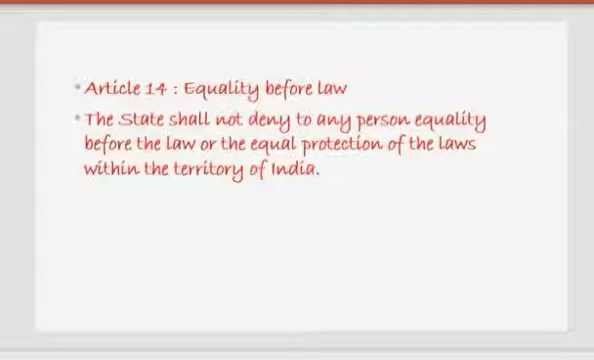 Article 14 : Equality before law
The State shall not deny to any person equality
before the law or the equal protection of the laws
within the territory of India.